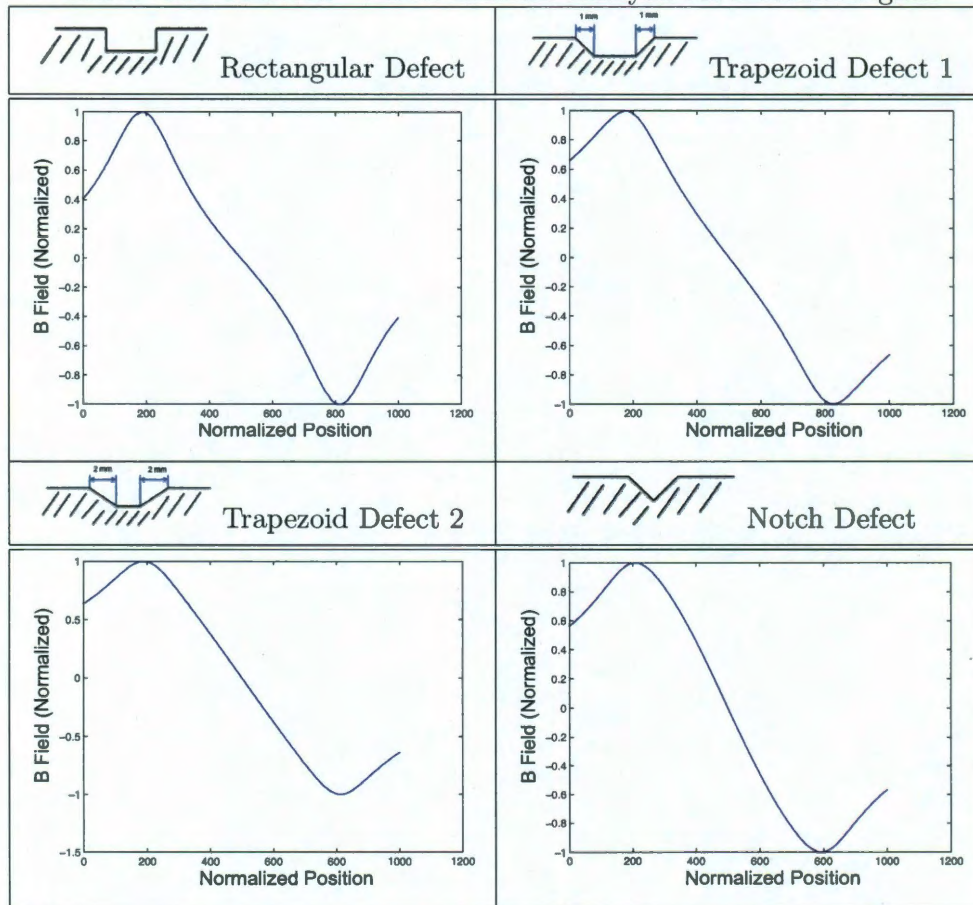 1 mm 1 mm
Rectangular Defect
Trapezoid Defect 1
1
0.8
0.6
0.4
0.2
0
−0.2
−0.4
−0.6
−0.8
−1
0 200 400 600 800 1000 1200
B Field (Normalized)
Normalized Position
1
0.8
0.6
0.4
0.2
0
−0.2
−0.4
−0.6
−0.8
−1
0 200 400 600 800 1000 1200
B Field (Normalized)
Normalized Position
2 mm 2 mm
Trapezoid Defect 2
Notch Defect
1
0.5
0
−0.5
−1
−1.5
0 200 400 600 800 1000 1200
B Field (Normalized)
Normalized Position
1
0.8
0.6
0.4
0.2
0
−0.2
−0.4
−0.6
−0.8
−1
0 200 400 600 800 1000 1200
B Field (Normalized)
Normalized Position